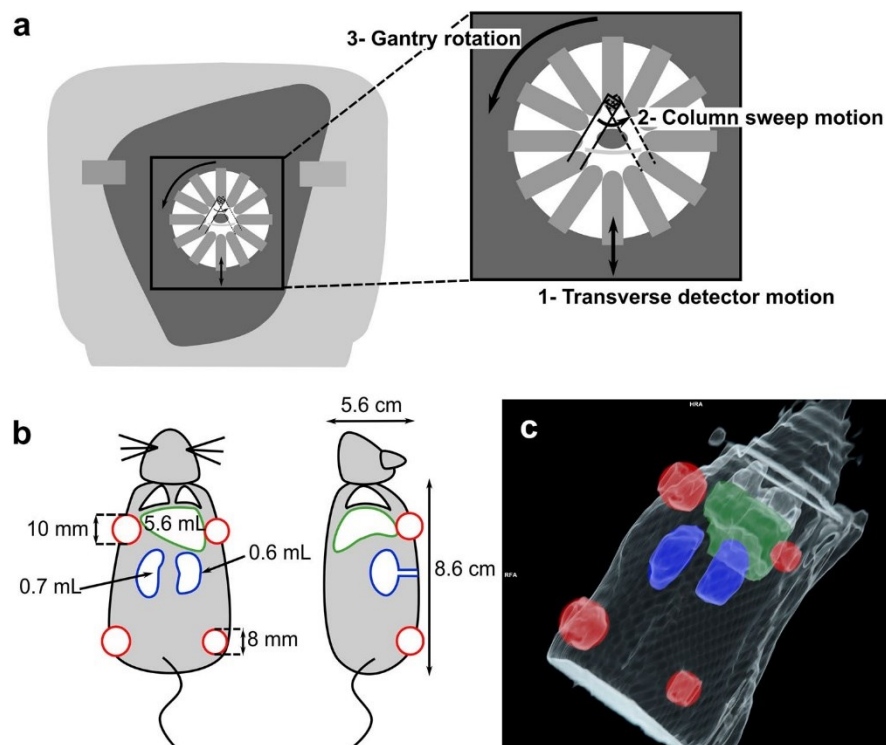 a
3- Gantry rotation
2- Column sweep motion
1- Transverse detector motion
b
5.6 cm
10 mm
5.6 mL
0.7 mL
0.6 mL
8.6 cm
8 mm
c
HRA
RFA